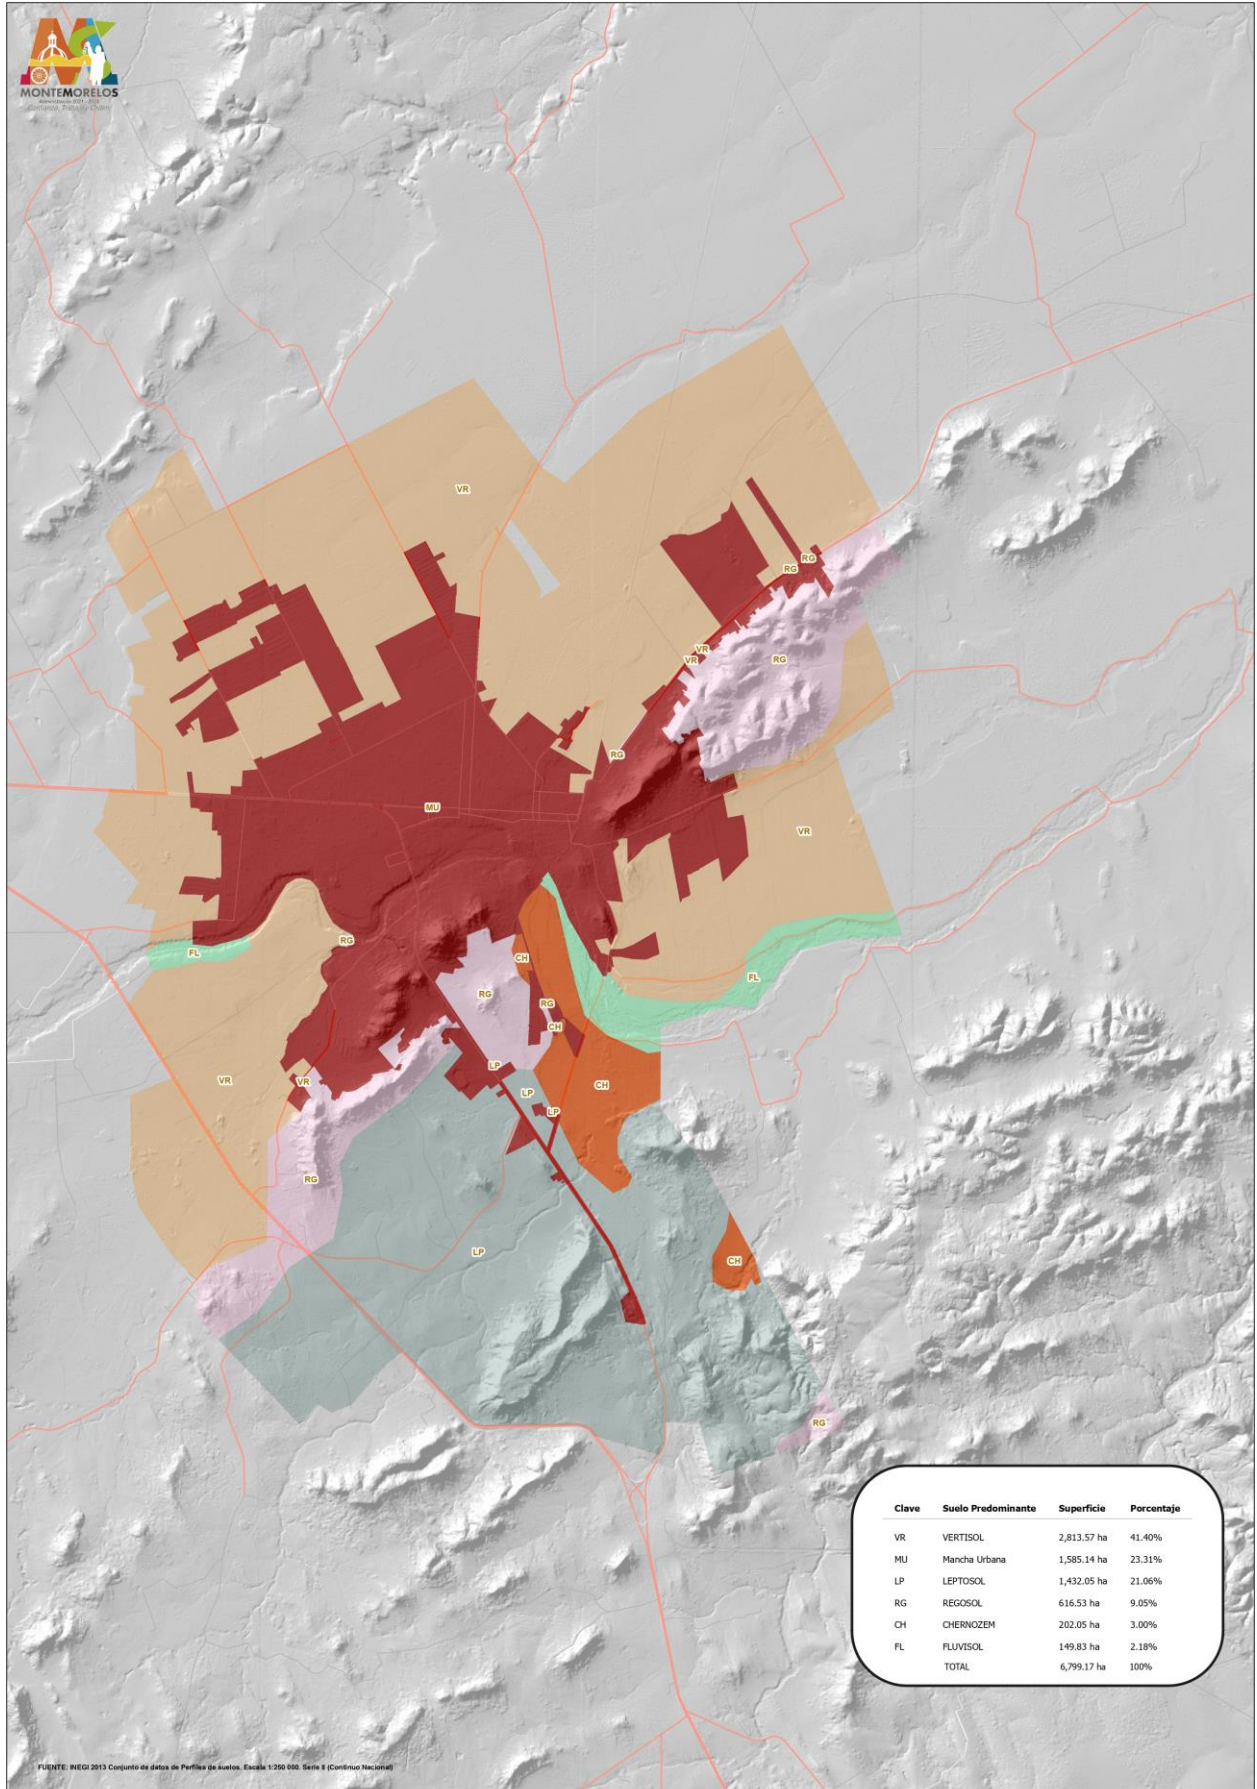 MONTEMORELOS
Administración 2021 - 2024
VR
RG
RG
VR
VR
RG
RG
MU
VR
RG
FL
CH
FL
RG
RG
CH
LP
VR
VR
CH
LP
LP
RG
LP
CH
RG
Clave Suelo Predominante Superficie Porcentaje
VR VERTISOL 2,813.57 ha 41.40%
MU Mancha Urbana 1,585.14 ha 23.31%
LP LEPTOSOL 1,432.05 ha 21.06%
RG REGOSOL 616.53 ha 9.05%
CH CHERNOZEM 202.05 ha 3.00%
FL FLUVISOL 149.83 ha 2.18%
TOTAL 6,799.17 ha 100%
FUENTE: INEGI 2013 Conjunto de datos de Perfiles de suelos. Escala 1:250 000. Serie II (Continuo Nacional)